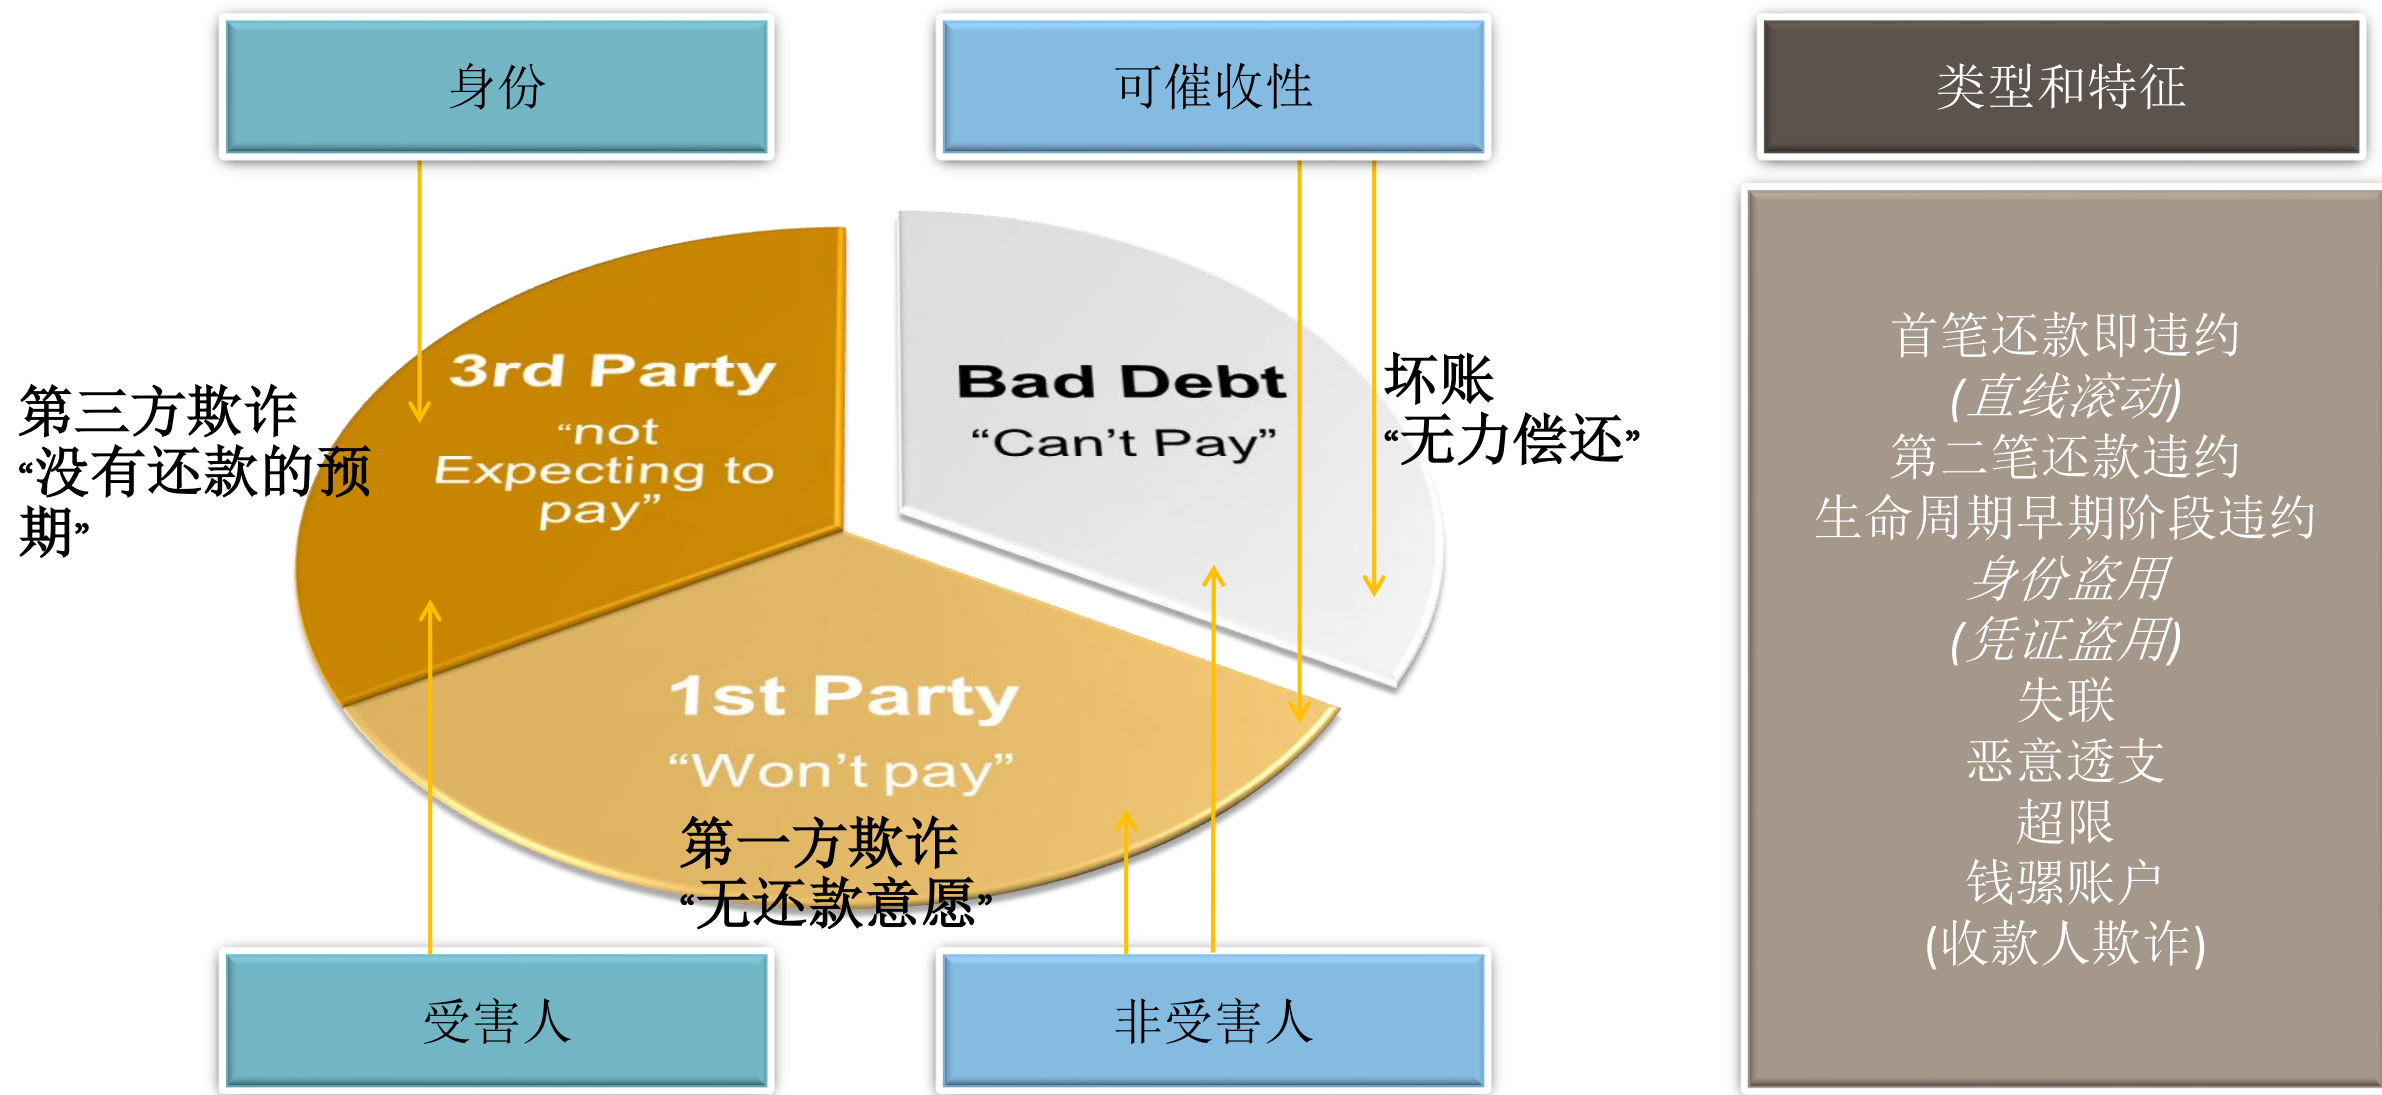 身份
可催收性
类型和特征
3rd Party
“not
Expecting to
pay”
Bad Debt
“Can’t Pay”
第三方欺诈
“没有还款的预
期”
坏账
“无力偿还”
1st Party
“Won’t pay”
第一方欺诈
“无还款意愿”
受害人
非受害人
首笔还款即违约
(直线滚动)
第二笔还款违约
生命周期早期阶段违约
身份盗用
(凭证盗用)
失联
恶意透支
超限
钱骡账户
(收款人欺诈)